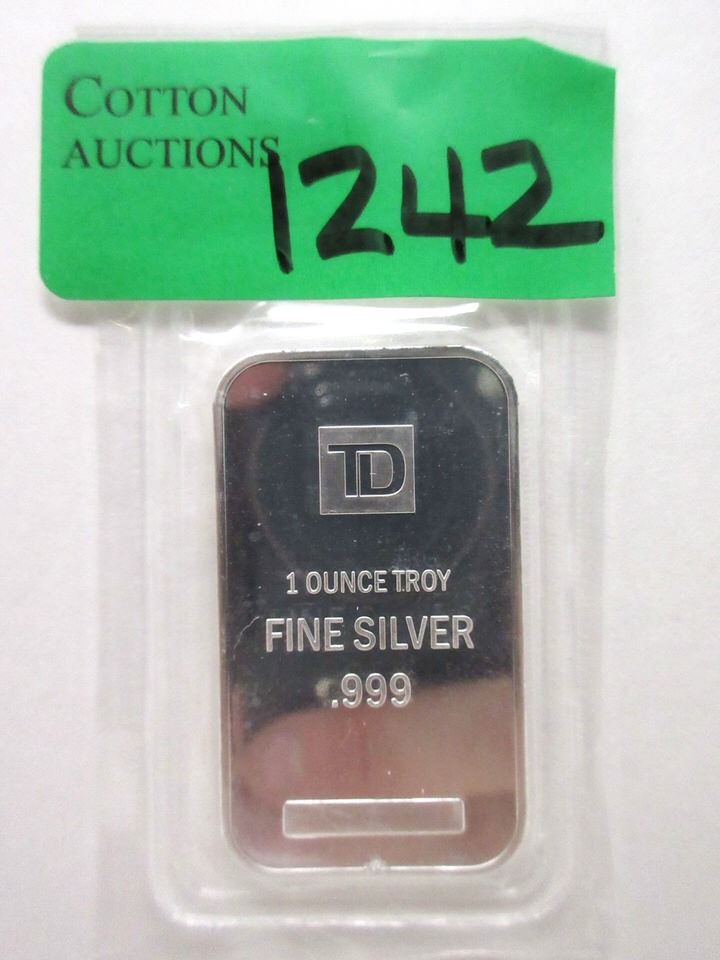 COTTON
AUCTIONS
1242
TD
1 OUNCE TROY
FINE SILVER
.999